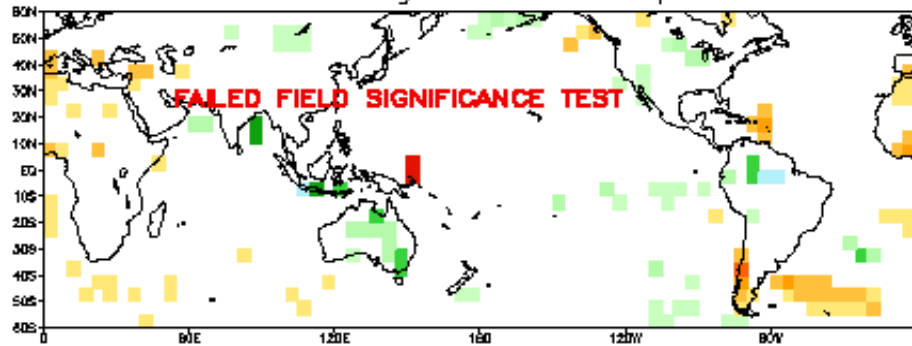 60N
50N
40N
30N
20N
10N
EQ
10S
20S
30S
40S
50S
60S
FAILED FIELD SIGNIFICANCE TEST
0 60E 120E 180 120W 60W